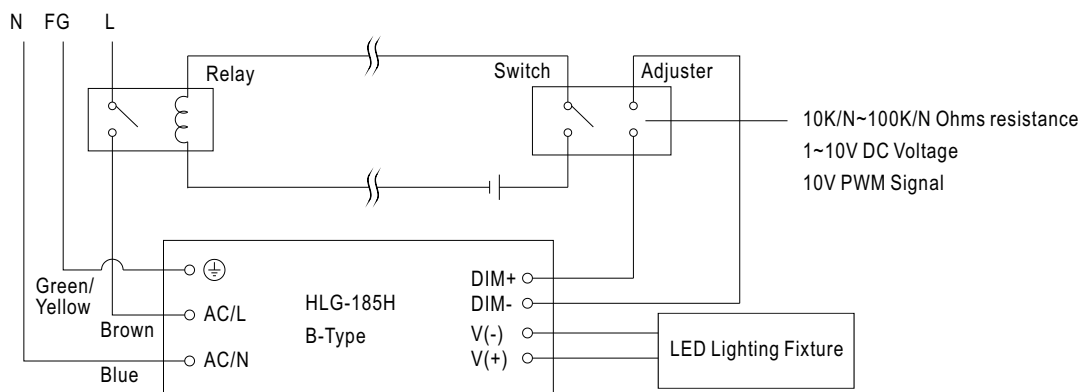 N FG L
Relay
Switch
Adjuster
10K/N~100K/N Ohms resistance
1~10V DC Voltage
10V PWM Signal
Green/
Yellow
Brown
Blue
AC/L
AC/N
HLG-185H
B-Type
DIM+
DIM-
V(-)
V(+)
LED Lighting Fixture